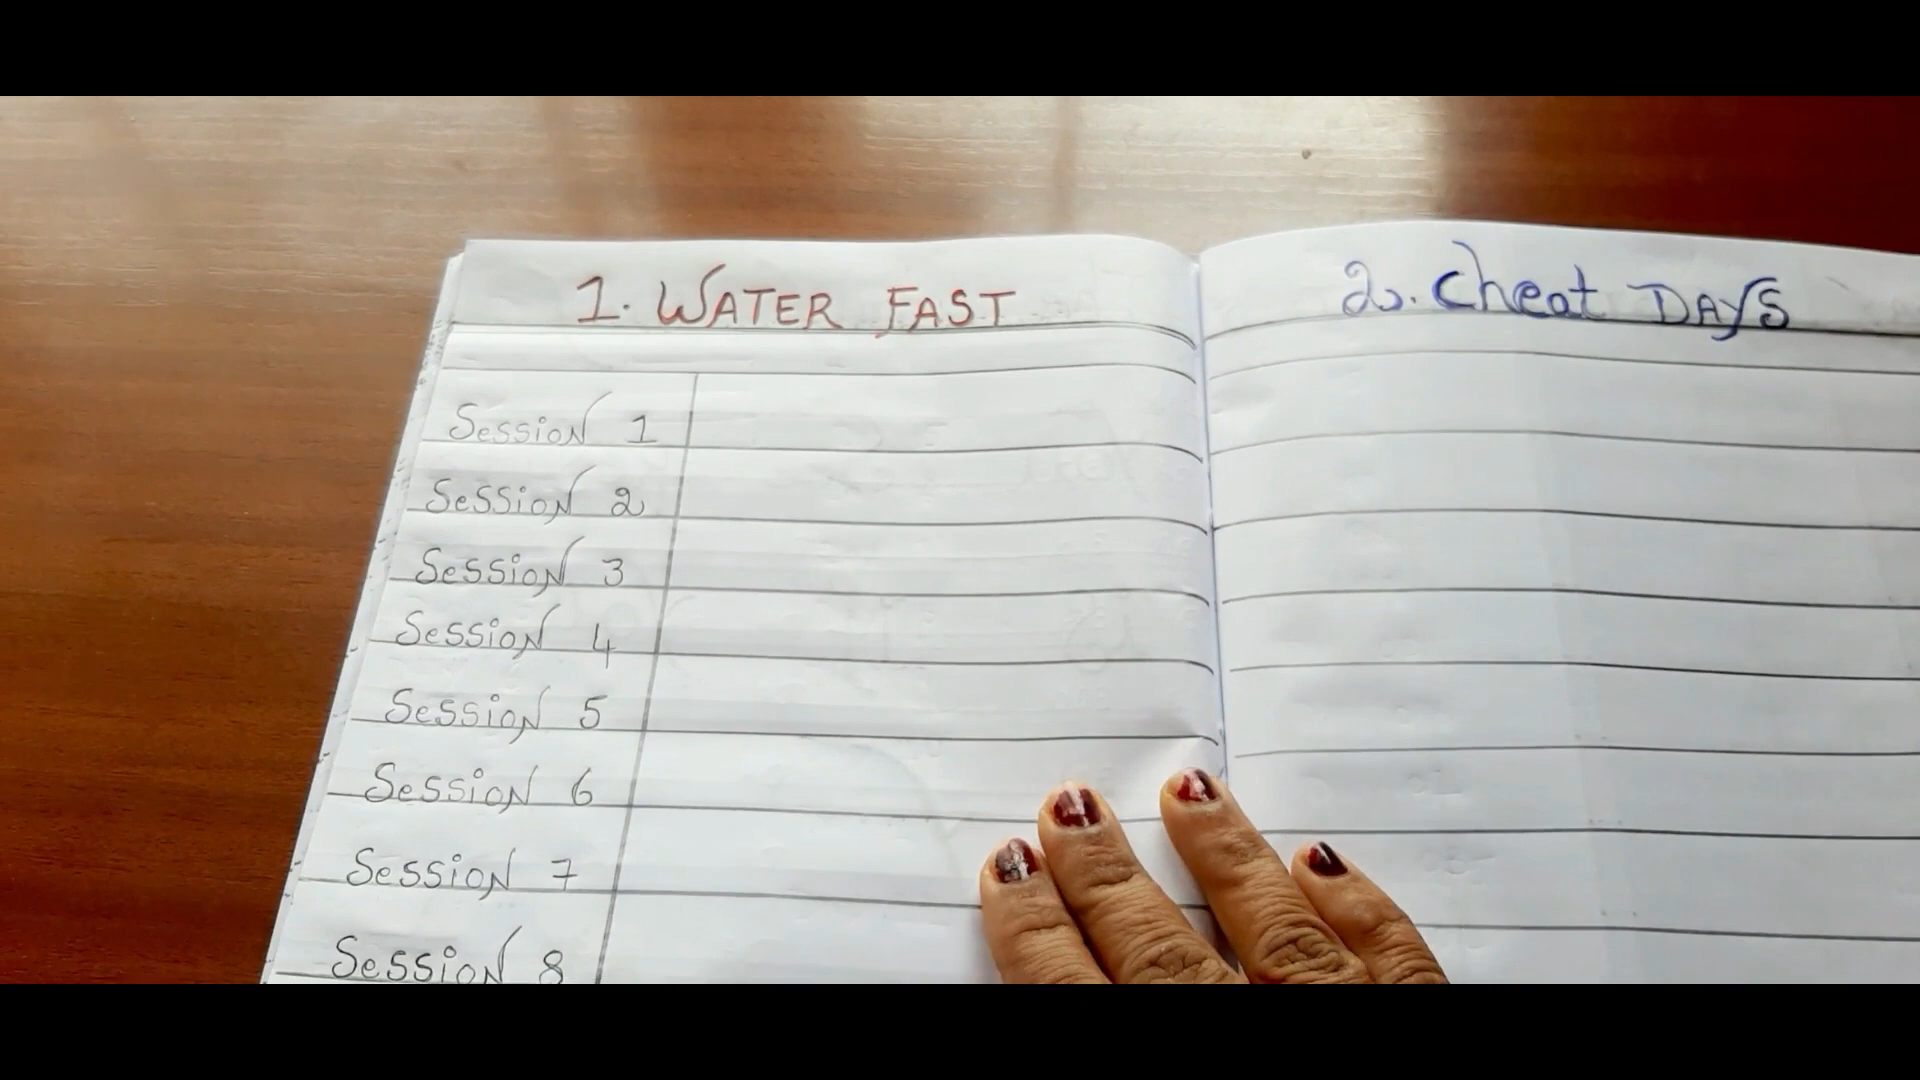 1. WATER FAST
Session 1
Session 2
Session 3
Session 4
Session 5
Session 6
Session 7
Session 8
2. Cheat DAYS